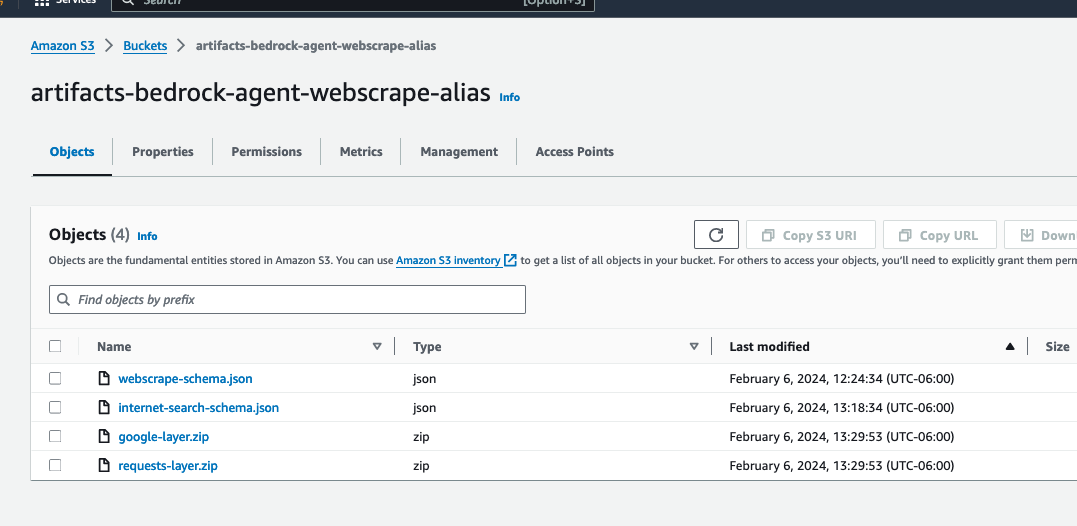 Services Search [Option+S]
Amazon S3 > Buckets > artifacts-bedrock-agent-webscrape-alias
artifacts-bedrock-agent-webscrape-alias Info
Objects Properties Permissions Metrics Management Access Points
Objects (4) Info Copy S3 URI Copy URL Down
Objects are the fundamental entities stored in Amazon S3. You can use Amazon S3 inventory to get a list of all objects in your bucket. For others to access your objects, you'll need to explicitly grant them perm
Find objects by prefix
Name Type Last modified Size
webscrape-schema.json json February 6, 2024, 12:24:34 (UTC-06:00)
internet-search-schema.json json February 6, 2024, 13:18:34 (UTC-06:00)
google-layer.zip zip February 6, 2024, 13:29:53 (UTC-06:00)
requests-layer.zip zip February 6, 2024, 13:29:53 (UTC-06:00)